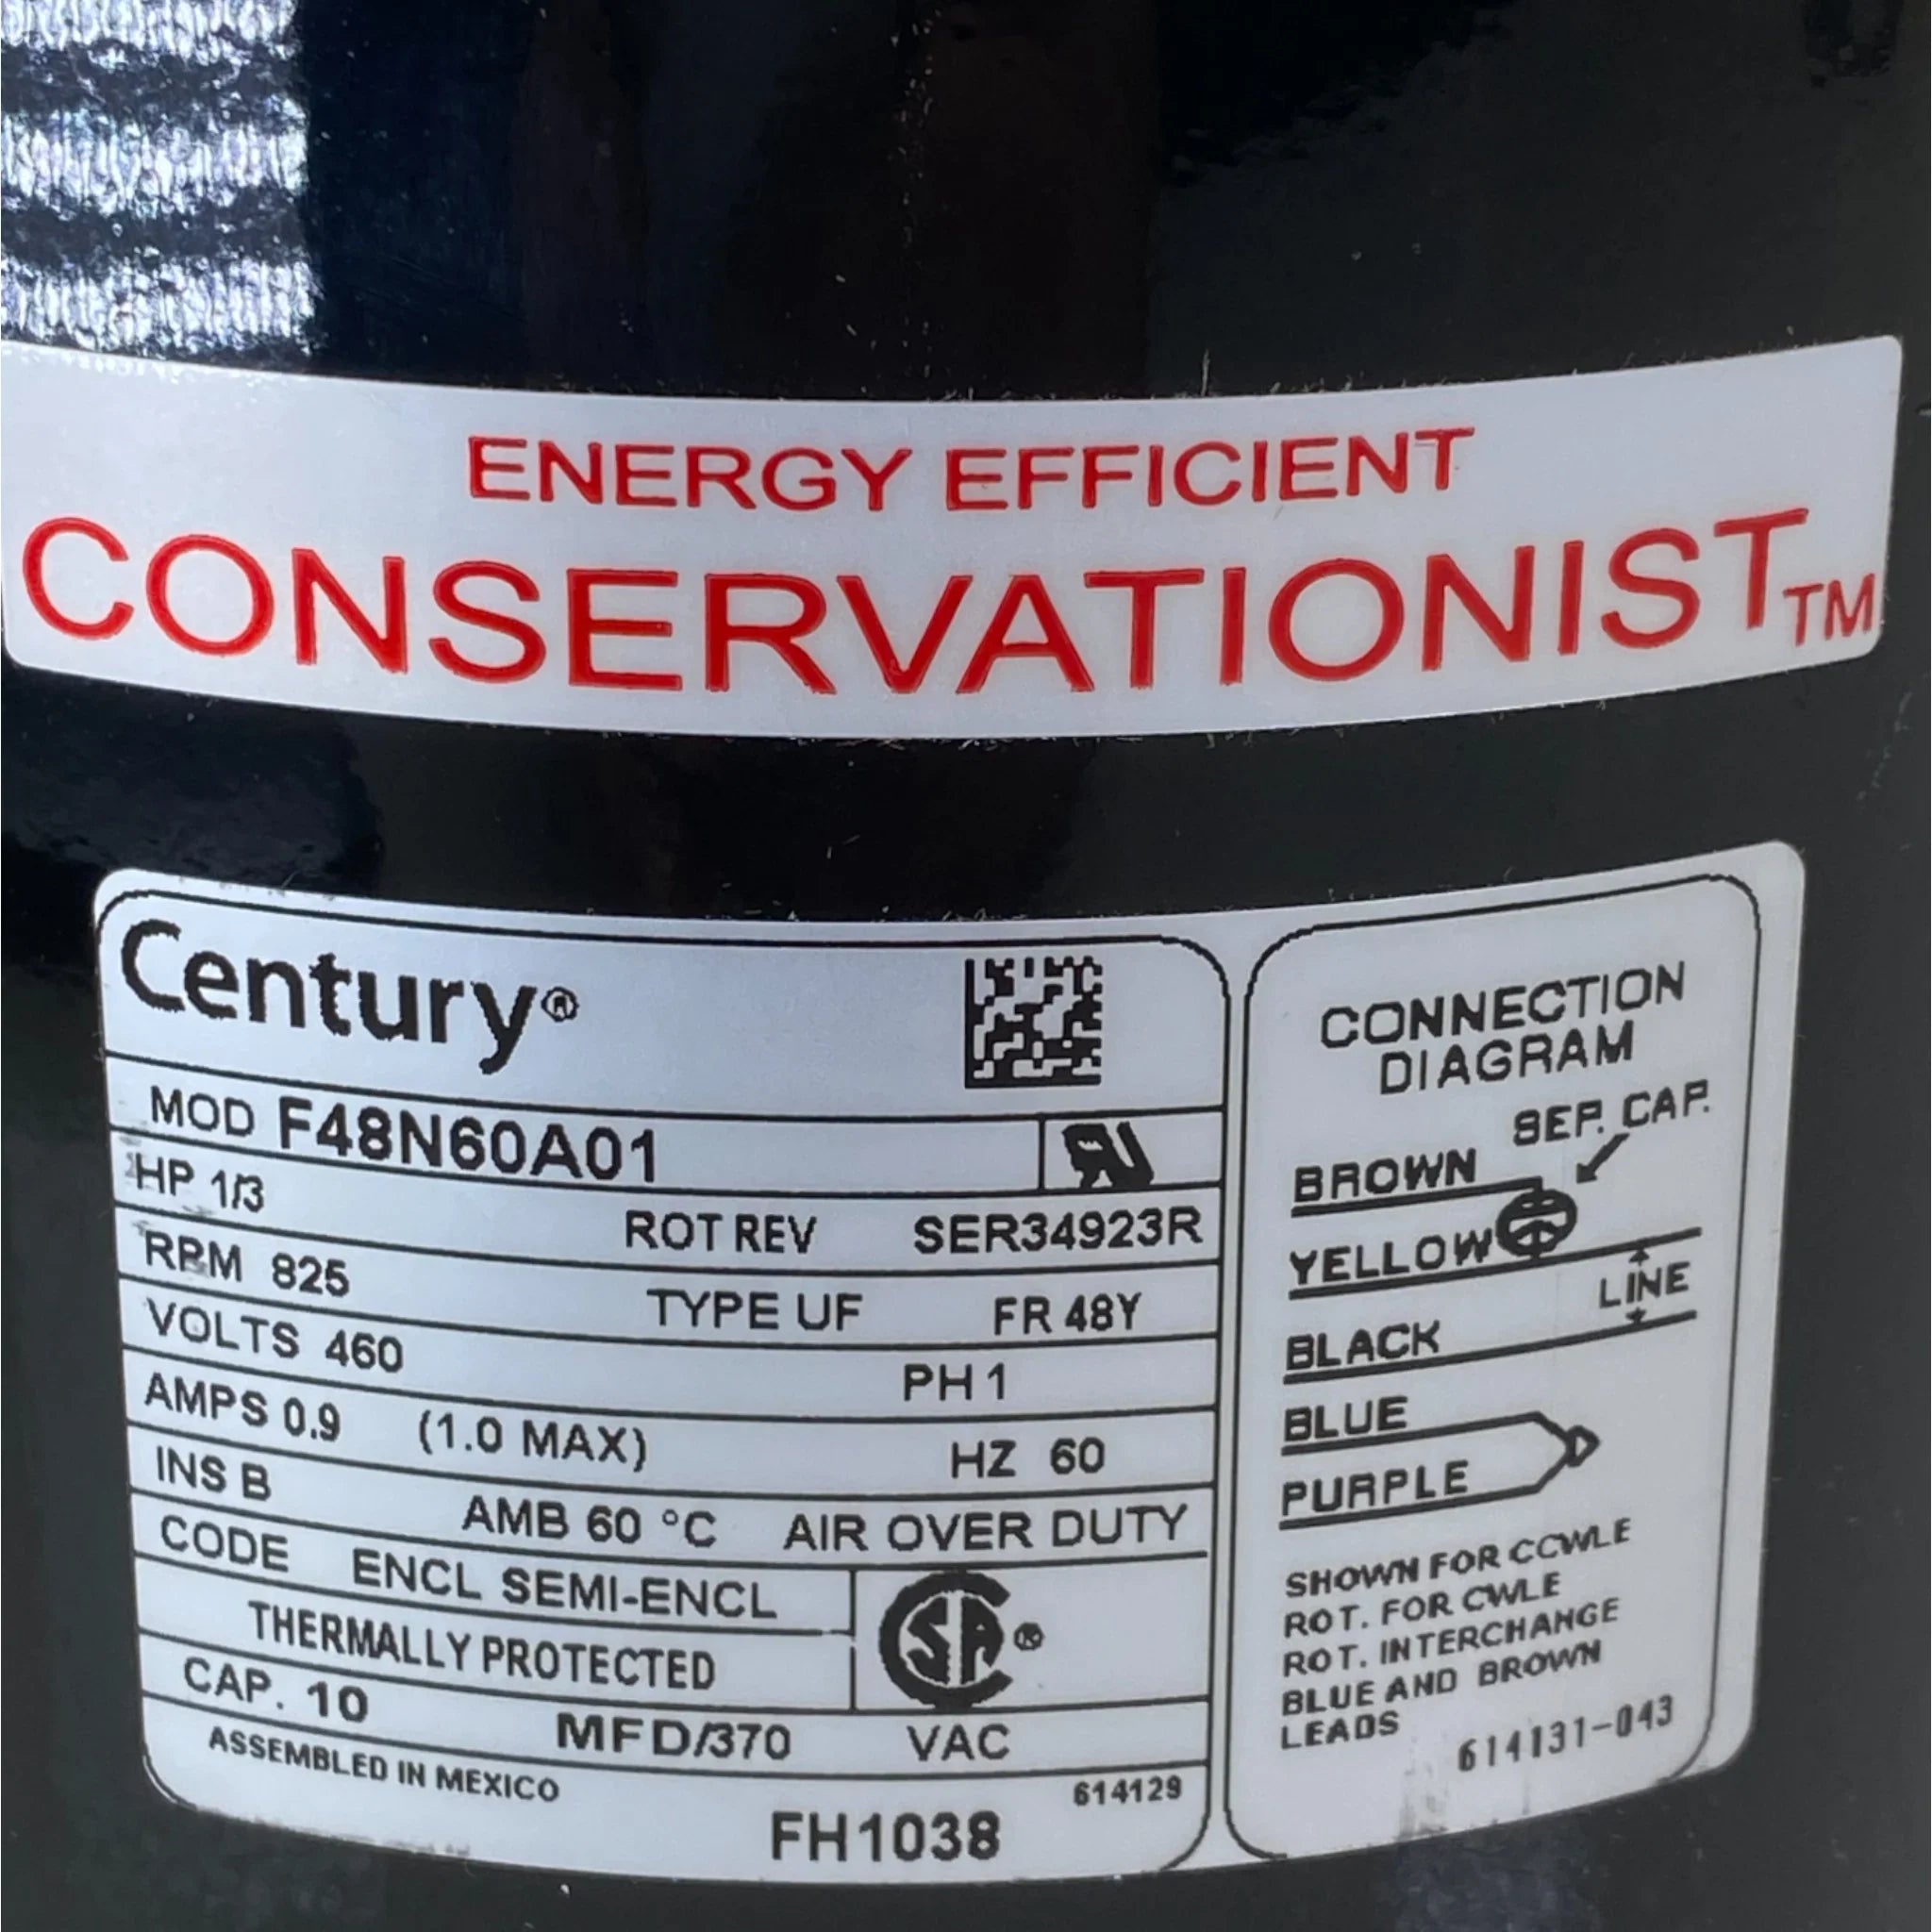 ENERGY EFFICIENT
CONSERVATIONIST TM
Century®
MOD F48N60A01
HP 1/3 ROT REV SER34923R
RPM 825 TYPE UF FR 48Y
VOLTS 460 PH 1
AMPS 0.9 (1.0 MAX) HZ 60
INS B AMB 60 °C AIR OVER DUTY
CODE ENCL SEMI-ENCL
THERMALLY PROTECTED
SA ®
CAP. 10 MFD/370 VAC
ASSEMBLED IN MEXICO 614129
FH1038
CONNECTION
DIAGRAM
SEP. CAP.
BROWN
YELLOW
LINE
BLACK
BLUE
PURPLE
SHOWN FOR CCWLE
ROT. FOR CWLE
ROT. INTERCHANGE
BLUE AND BROWN
LEADS
614131-043